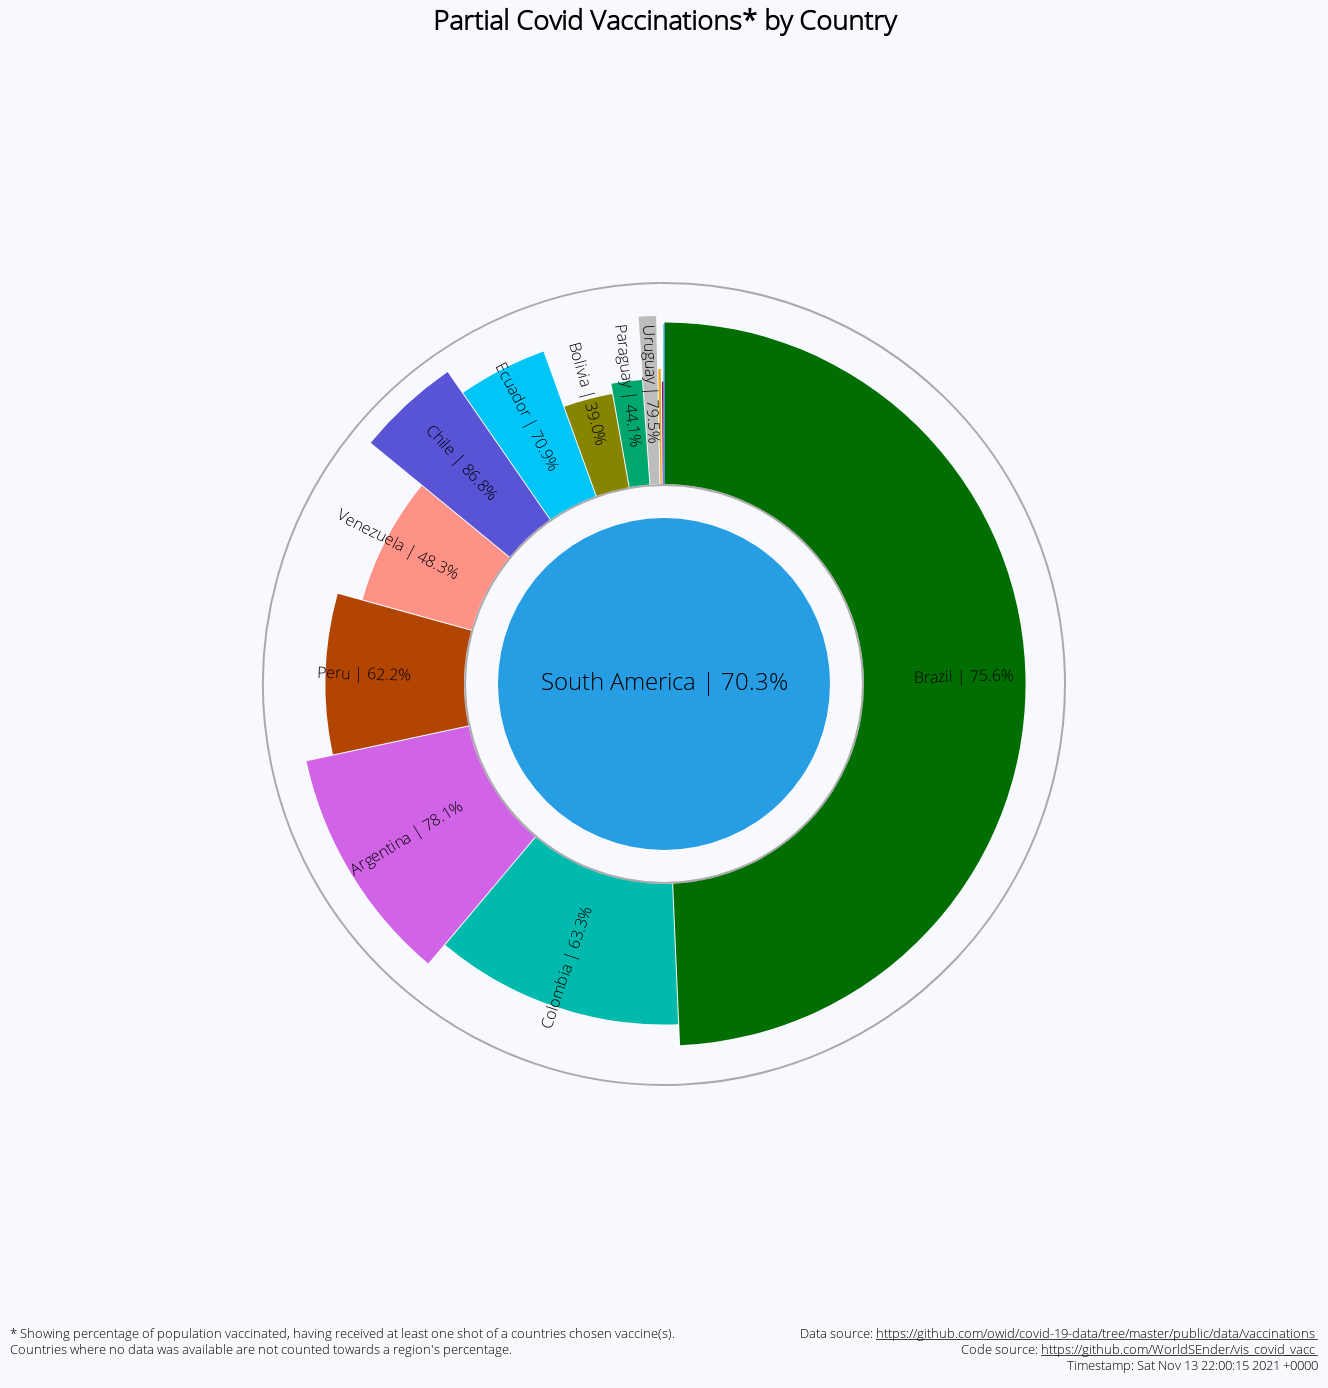 Partial Covid Vaccinations* by Country
Uruguay | 79.5%
Paraguay | 44.1%
Bolivia | 39.0%
Ecuador | 70.9%
Chile | 86.8%
Venezuela | 48.3%
Peru | 62.2%
South America | 70.3%
Brazil | 75.6%
Argentina | 78.1%
Colombia | 63.3%
* Showing percentage of population vaccinated, having received at least one shot of a countries chosen vaccine(s).
Countries where no data was available are not counted towards a region's percentage.
Data source: https://github.com/owid/covid-19-data/tree/master/public/data/vaccinations
Code source: https://github.com/WorldSEnder/vis_covid_vacc
Timestamp: Sat Nov 13 22:00:15 2021 +0000